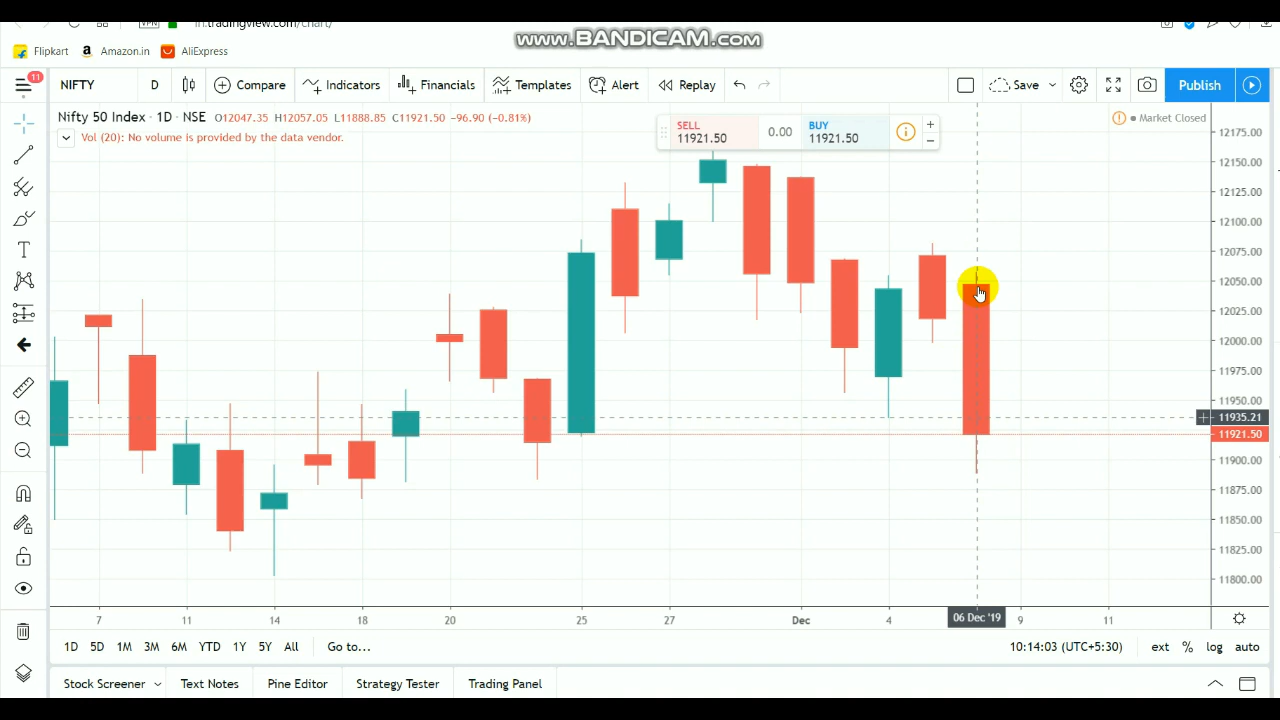 VPN in.tradingview.com/chart/
www.BANDICAM.com
Flipkart Amazon.in AliExpress
11
NIFTY D Compare Indicators Financials Templates Alert Replay Save Publish
Nifty 50 Index · 1D · NSE O12047.35 H12057.05 L11888.85 C11921.50 -96.90 (-0.81%)
Vol (20): No volume is provided by the data vendor.
SELL 11921.50 0.00 BUY 11921.50
Market Closed
12175.00
12150.00
12125.00
12100.00
12075.00
12050.00
12025.00
12000.00
11975.00
11950.00
11935.21
11921.50
11900.00
11875.00
11850.00
11825.00
11800.00
7 11 14 18 20 25 27 Dec 4 06 Dec '19 9 11
1D 5D 1M 3M 6M YTD 1Y 5Y All Go to... 10:14:03 (UTC+5:30) ext % log auto
Stock Screener Text Notes Pine Editor Strategy Tester Trading Panel